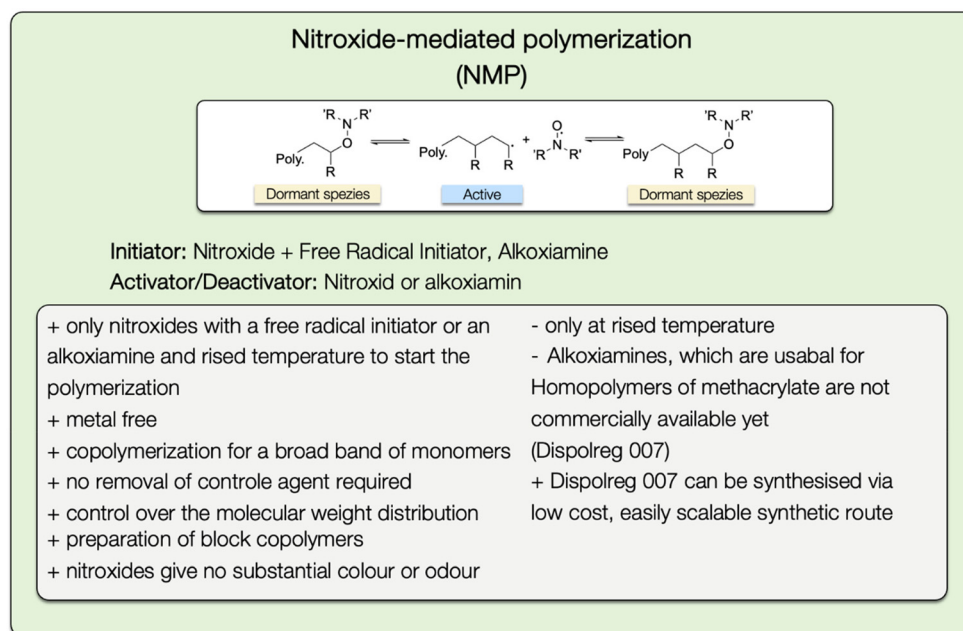 Nitroxide-mediated polymerization
(NMP)
'R R'
N
O
Poly.
R
Poly.
R R
+
O
'R N R'
'R R'
N
O
Poly
R R
Dormant spezies
Active
Dormant spezies
Initiator: Nitroxide + Free Radical Initiator, Alkoxiamine
Activator/Deactivator: Nitroxid or alkoxiamin
+ only nitroxides with a free radical initiator or an
alkoxiamine and rised temperature to start the
polymerization
+ metal free
+ copolymerization for a broad band of monomers
+ no removal of controle agent required
+ control over the molecular weight distribution
+ preparation of block copolymers
+ nitroxides give no substantial colour or odour
- only at rised temperature
- Alkoxiamines, which are usabal for
Homopolymers of methacrylate are not
commercially available yet
(Dispolreg 007)
+ Dispolreg 007 can be synthesised via
low cost, easily scalable synthetic route